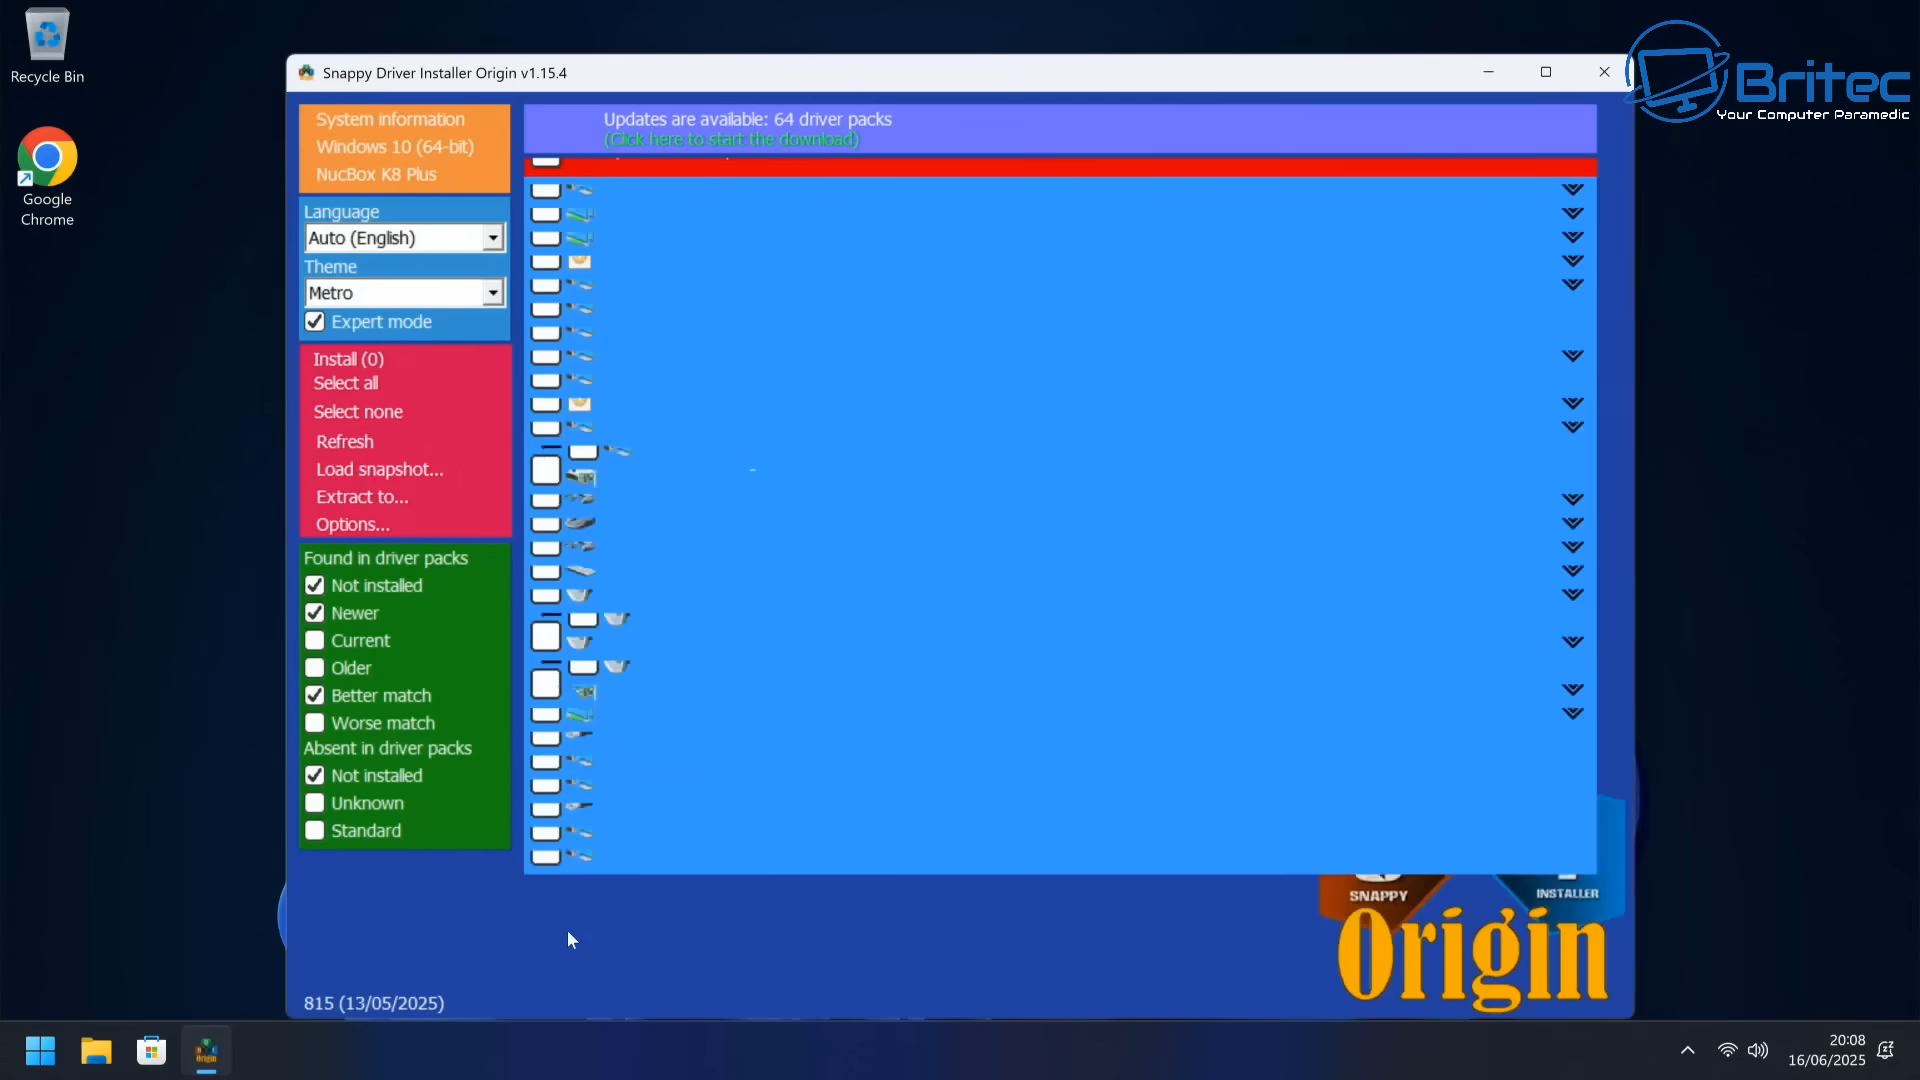 Recycle Bin
Google
Chrome
Snappy Driver Installer Origin v1.15.4
Britec
Your Computer Paramedic
System information
Windows 10 (64-bit)
NucBox K8 Plus
Updates are available: 64 driver packs
(Click here to start the download)
Language
Auto (English)
Theme
Metro
Expert mode
Install (0)
Select all
Select none
Refresh
Load snapshot...
Extract to...
Options...
Found in driver packs
Not installed
Newer
Current
Older
Better match
Worse match
Absent in driver packs
Not installed
Unknown
Standard
SNAPPY
INSTALLER
Origin
815 (13/05/2025)
Origin
20:08
16/06/2025